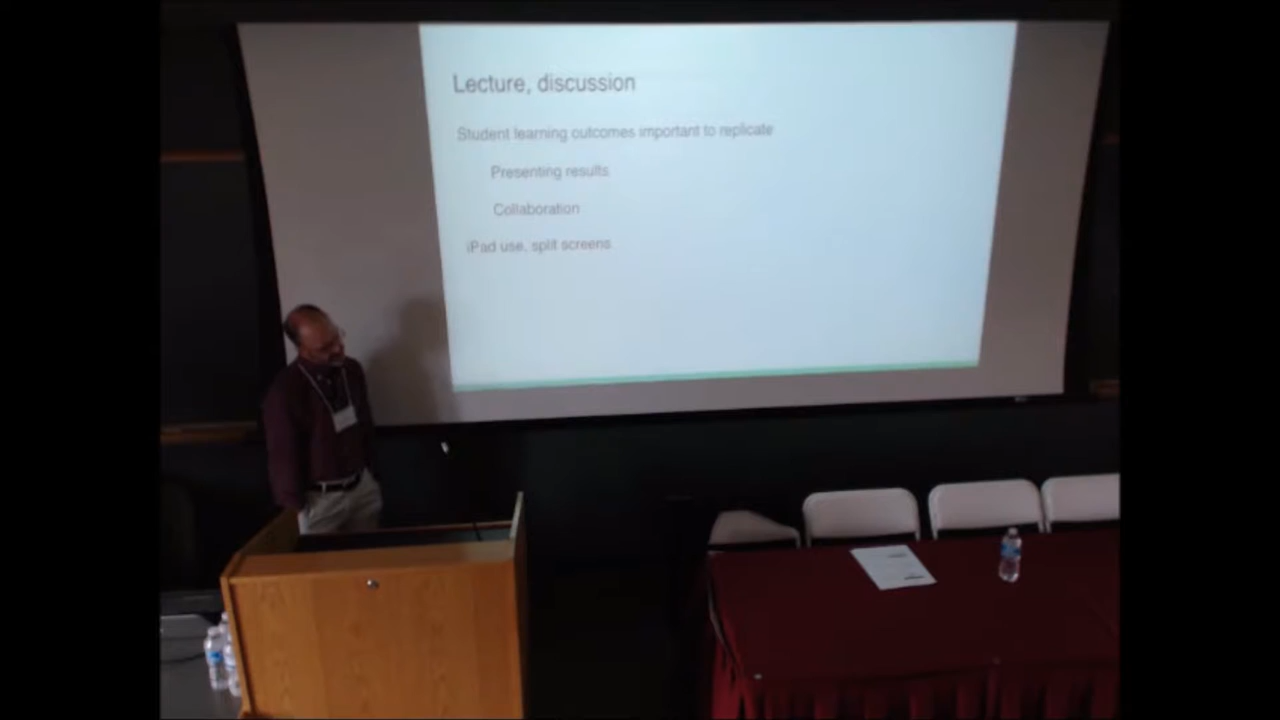 Lecture, discussion
Student learning outcomes important to replicate
Presenting results
Collaboration
iPad use, split screens